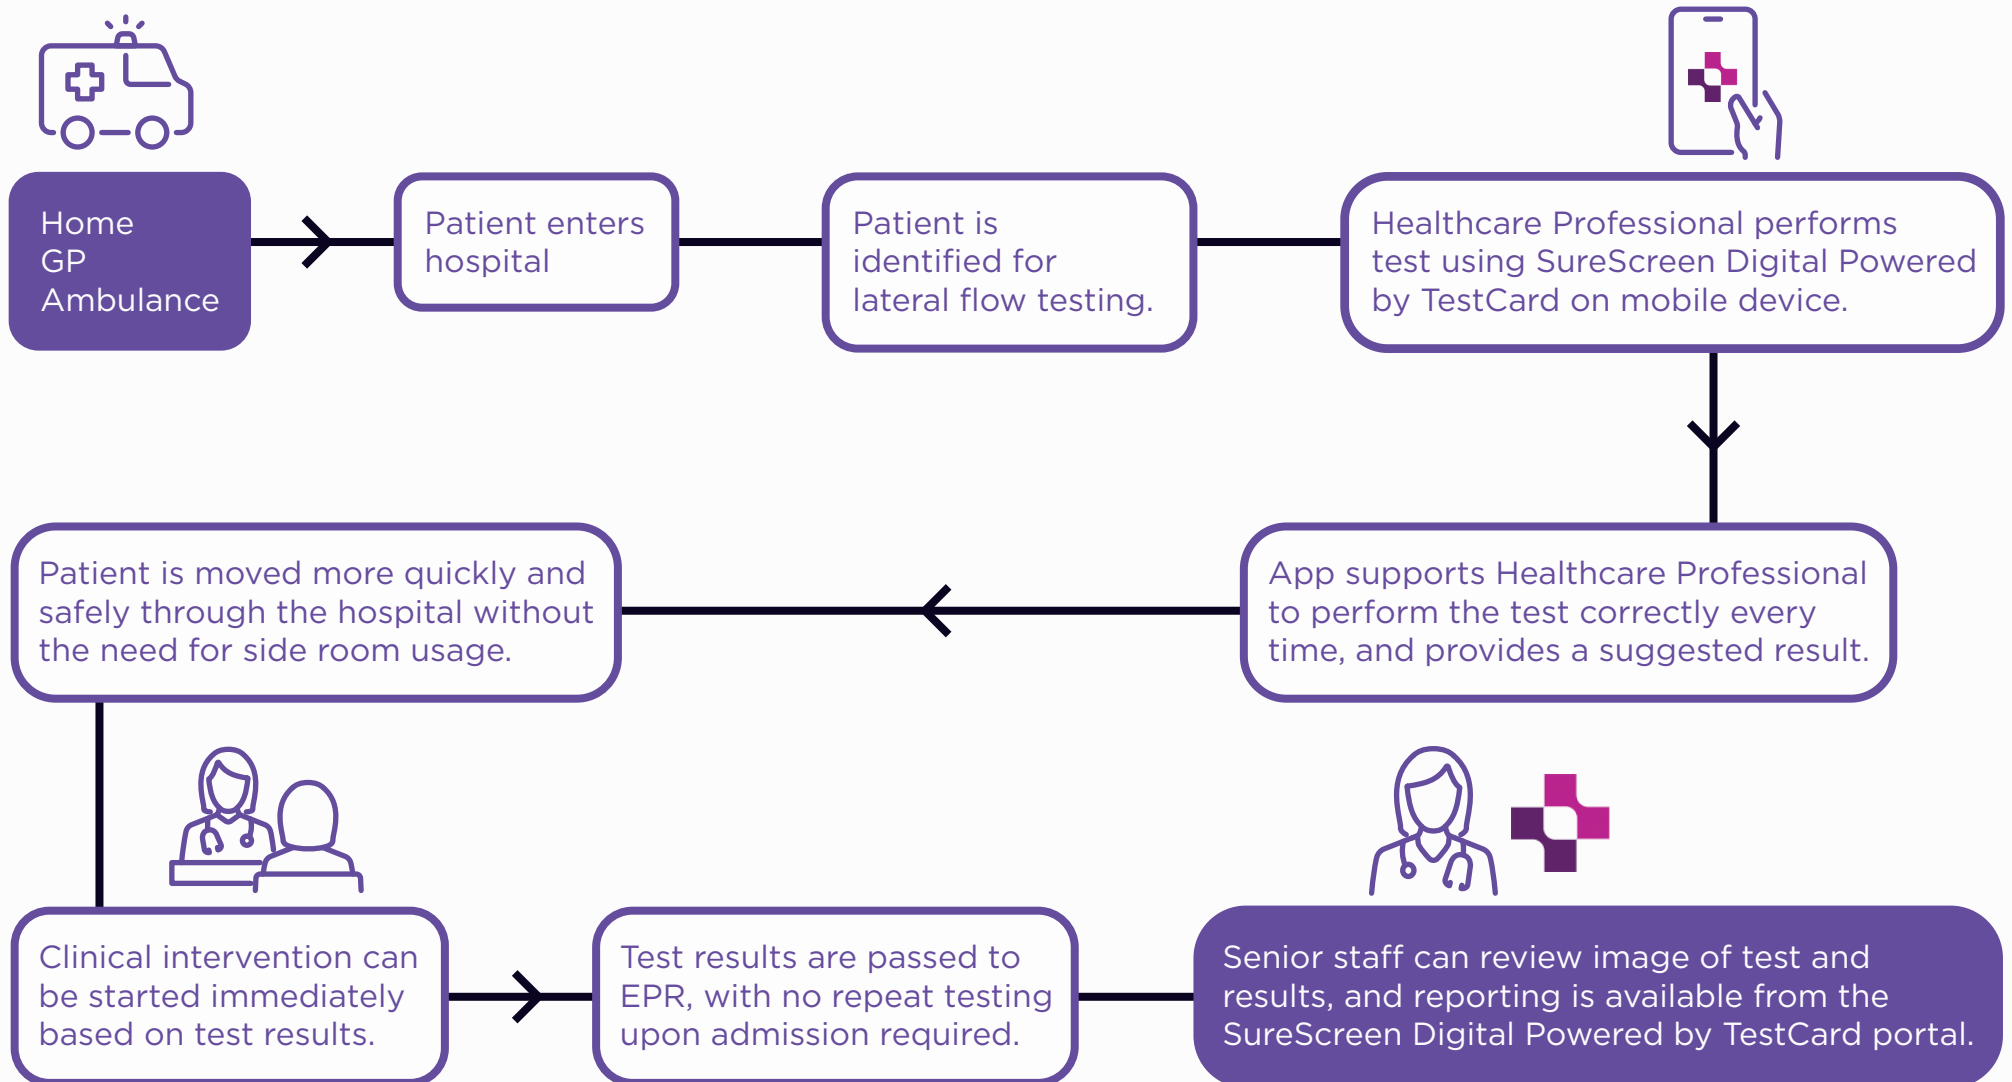 Home
GP
Ambulance
Patient enters
hospital
Patient is
identified for
lateral flow testing.
Healthcare Professional performs
test using SureScreen Digital Powered
by TestCard on mobile device.
App supports Healthcare Professional
to perform the test correctly every
time, and provides a suggested result.
Patient is moved more quickly and
safely through the hospital without
the need for side room usage.
Clinical intervention can
be started immediately
based on test results.
Test results are passed to
EPR, with no repeat testing
upon admission required.
Senior staff can review image of test and
results, and reporting is available from the
SureScreen Digital Powered by TestCard portal.